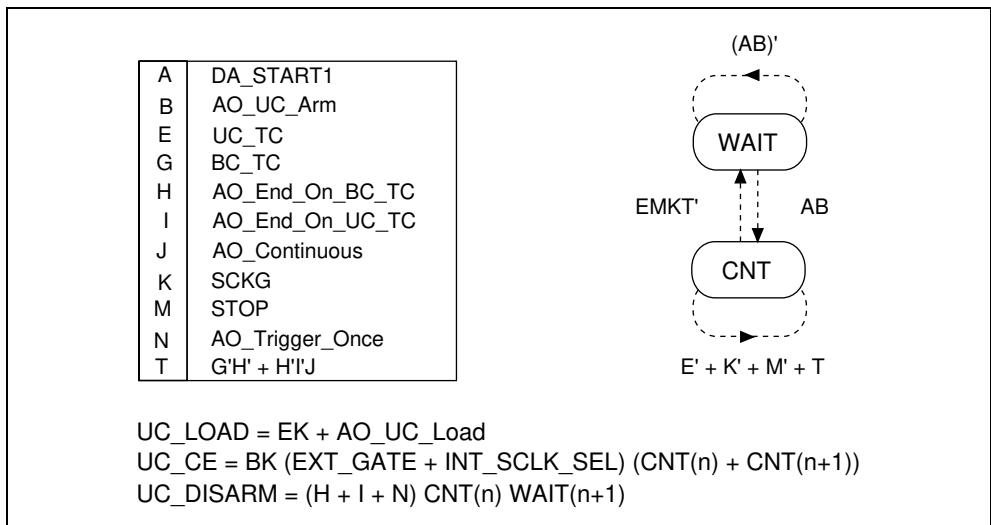 A DA_START1
B AO_UC_Arm
E UC_TC
G BC_TC
H AO_End_On_BC_TC
I AO_End_On_UC_TC
J AO_Continuous
K SCKG
M STOP
N AO_Trigger_Once
T G'H' + H'I'J
(AB)'
WAIT
EMKT' AB
CNT
E' + K' + M' + T
UC_LOAD = EK + AO_UC_Load
UC_CE = BK (EXT_GATE + INT_SCLK_SEL) (CNT(n) + CNT(n+1))
UC_DISARM = (H + I + N) CNT(n) WAIT(n+1)